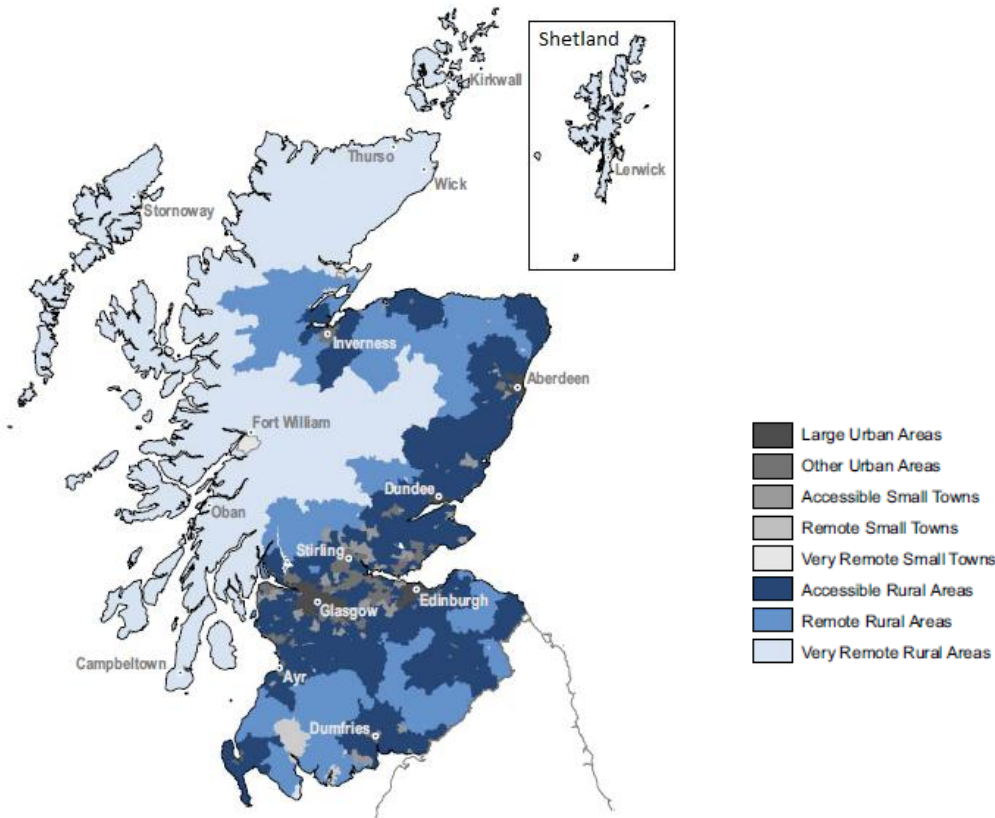 Shetland
Kirkwall
Thurso
Wick
Lerwick
Stornoway
Inverness
Aberdeen
Fort William
Dundee
Oban
Stirling
Edinburgh
Glasgow
Campbeltown
Ayr
Dumfries
Large Urban Areas
Other Urban Areas
Accessible Small Towns
Remote Small Towns
Very Remote Small Towns
Accessible Rural Areas
Remote Rural Areas
Very Remote Rural Areas